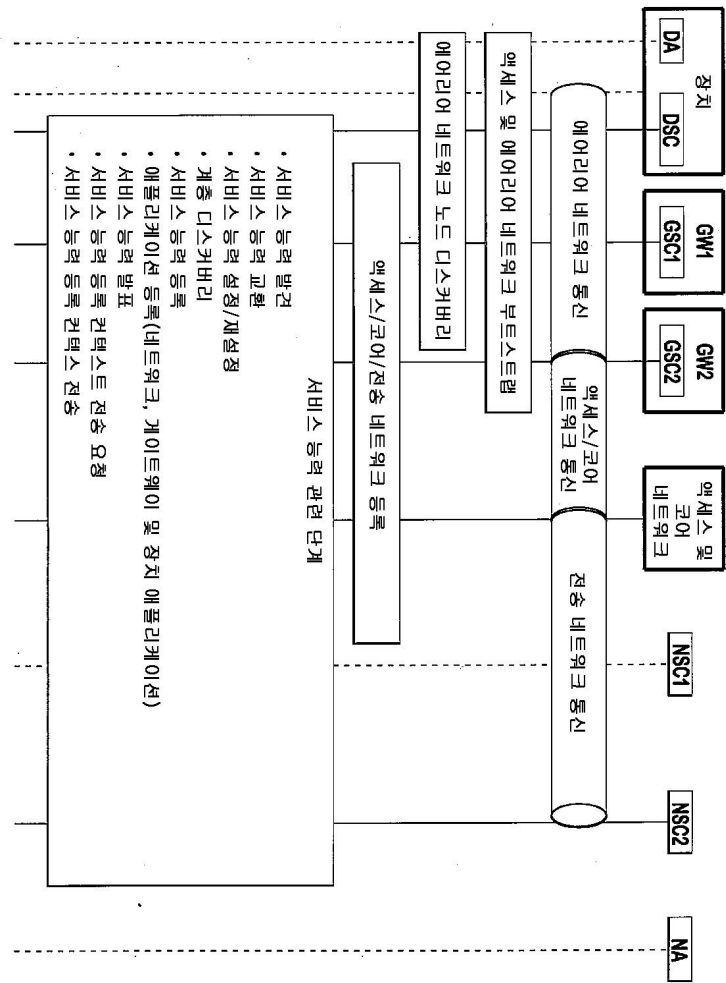 장치
DA
DSC
GW1
GSC1
GW2
GSC2
액세스 및
코어
네트워크
NSC1
NSC2
NA
에어리어 네트워크 통신
액세스/코어
네트워크 통신
전송 네트워크 통신
액세스 및 에어리어 네트워크 부트스트랩
에어리어 네트워크 노드 디스커버리
액세스/코어/전송 네트워크 등록
서비스 능력 관련 단계
• 서비스 능력 발견
• 서비스 능력 교환
• 서비스 능력 설정/재설정
• 계층 디스커버리
• 서비스 능력 등록
• 애플리케이션 등록(네트워크, 게이트웨이 및 장치 애플리케이션)
• 서비스 능력 발표
• 서비스 능력 등록 컨텍스트 전송 요청
• 서비스 능력 등록 컨텍스 전송